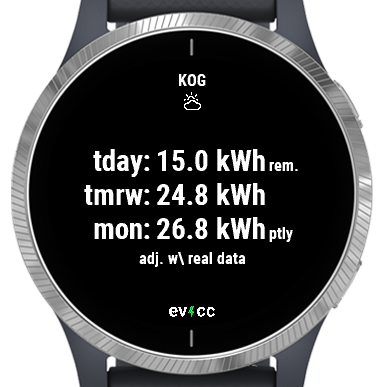 KOG
tday: 15.0 kWh rem.
tmrw: 24.8 kWh
mon: 26.8 kWh ptly
adj. w\ real data
evcc